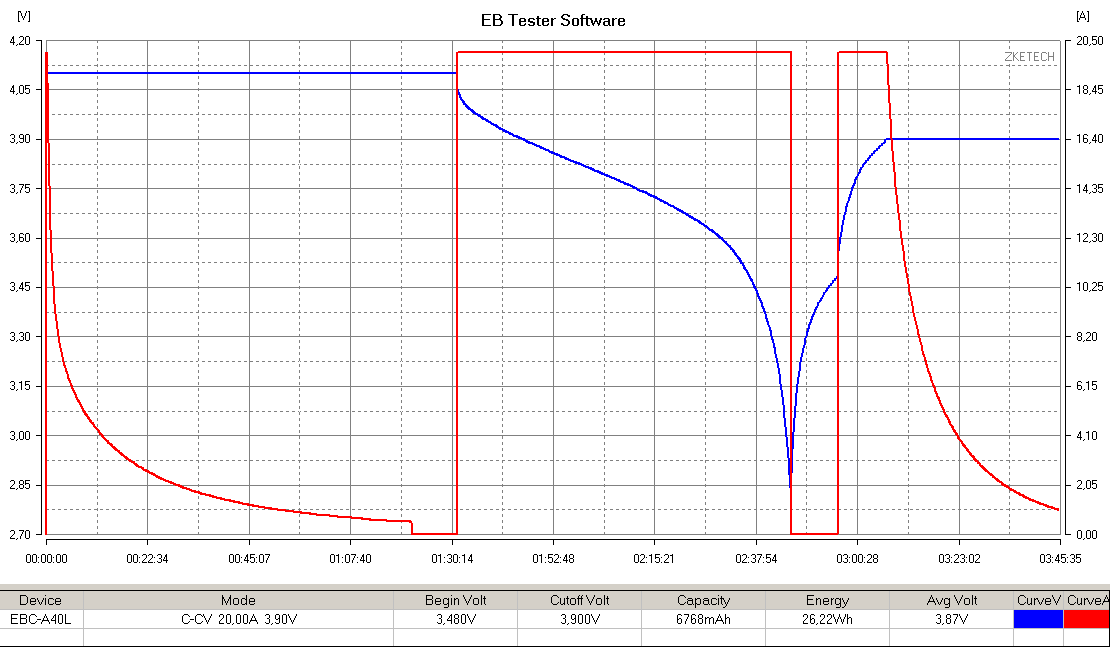 [V] EB Tester Software [A]
4,20 20,50
ZKETECH
4,05 18,45
3,90 16,40
3,75 14,35
3,60 12,30
3,45 10,25
3,30 8,20
3,15 6,15
3,00 4,10
2,85 2,05
2,70 0,00
00:00:00 00:22:34 00:45:07 01:07:40 01:30:14 01:52:48 02:15:21 02:37:54 03:00:28 03:23:02 03:45:35
Device Mode Begin Volt Cutoff Volt Capacity Energy Avg Volt CurveV CurveA
EBC-A40L C-CV 20,00A 3,90V 3,480V 3,900V 6768mAh 26,22Wh 3,87V